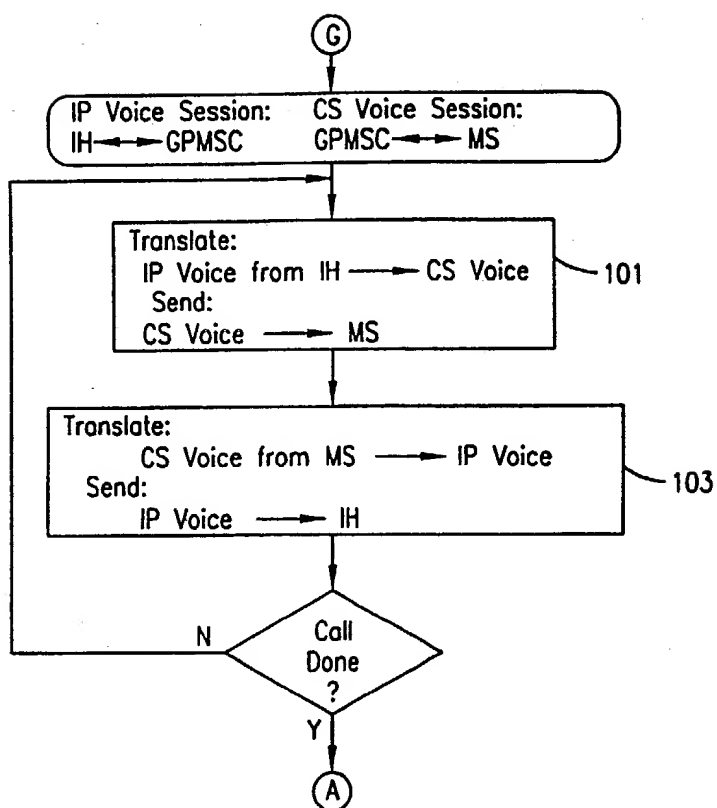 G
IP Voice Session: CS Voice Session:
IH GPMSC GPMSC MS
Translate:
IP Voice from IH CS Voice
Send:
CS Voice MS
101
Translate:
CS Voice from MS IP Voice
Send:
IP Voice IH
103
N
Call
Done
?
Y
A